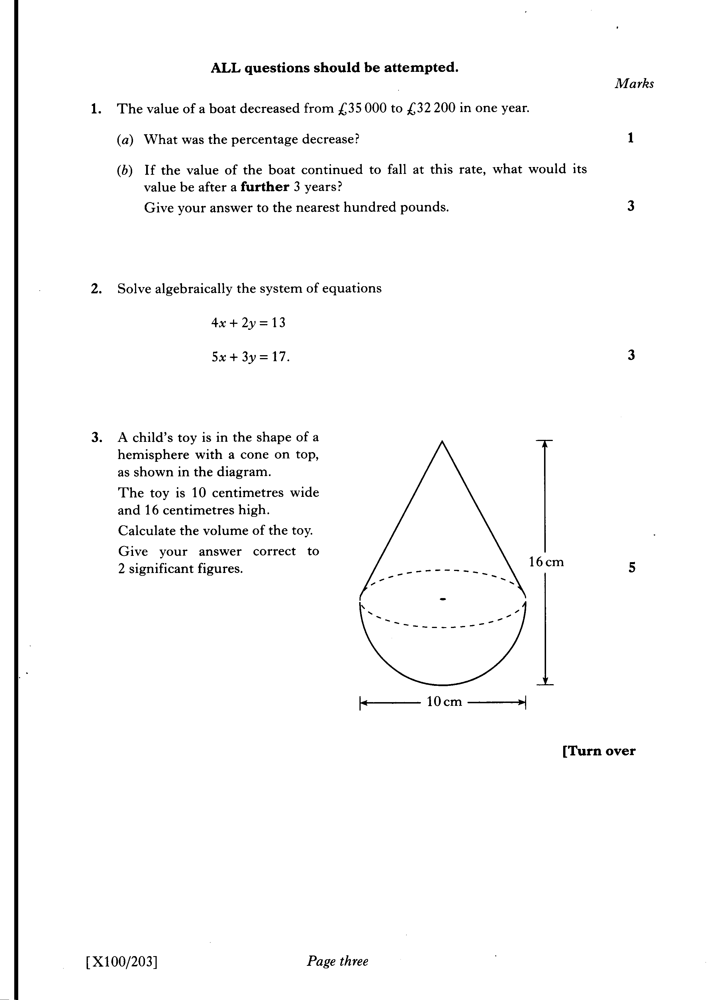 ALL questions should be attempted.
Marks
1. The value of a boat decreased from £35 000 to £32 200 in one year.
(a) What was the percentage decrease? 1
(b) If the value of the boat continued to fall at this rate, what would its
value be after a further 3 years?
Give your answer to the nearest hundred pounds. 3
2. Solve algebraically the system of equations
4x + 2y = 13
5x + 3y = 17. 3
3. A child's toy is in the shape of a
hemisphere with a cone on top,
as shown in the diagram.
The toy is 10 centimetres wide
and 16 centimetres high.
Calculate the volume of the toy.
Give your answer correct to
2 significant figures. 5
16 cm
10 cm
[Turn over
[X100/203] Page three